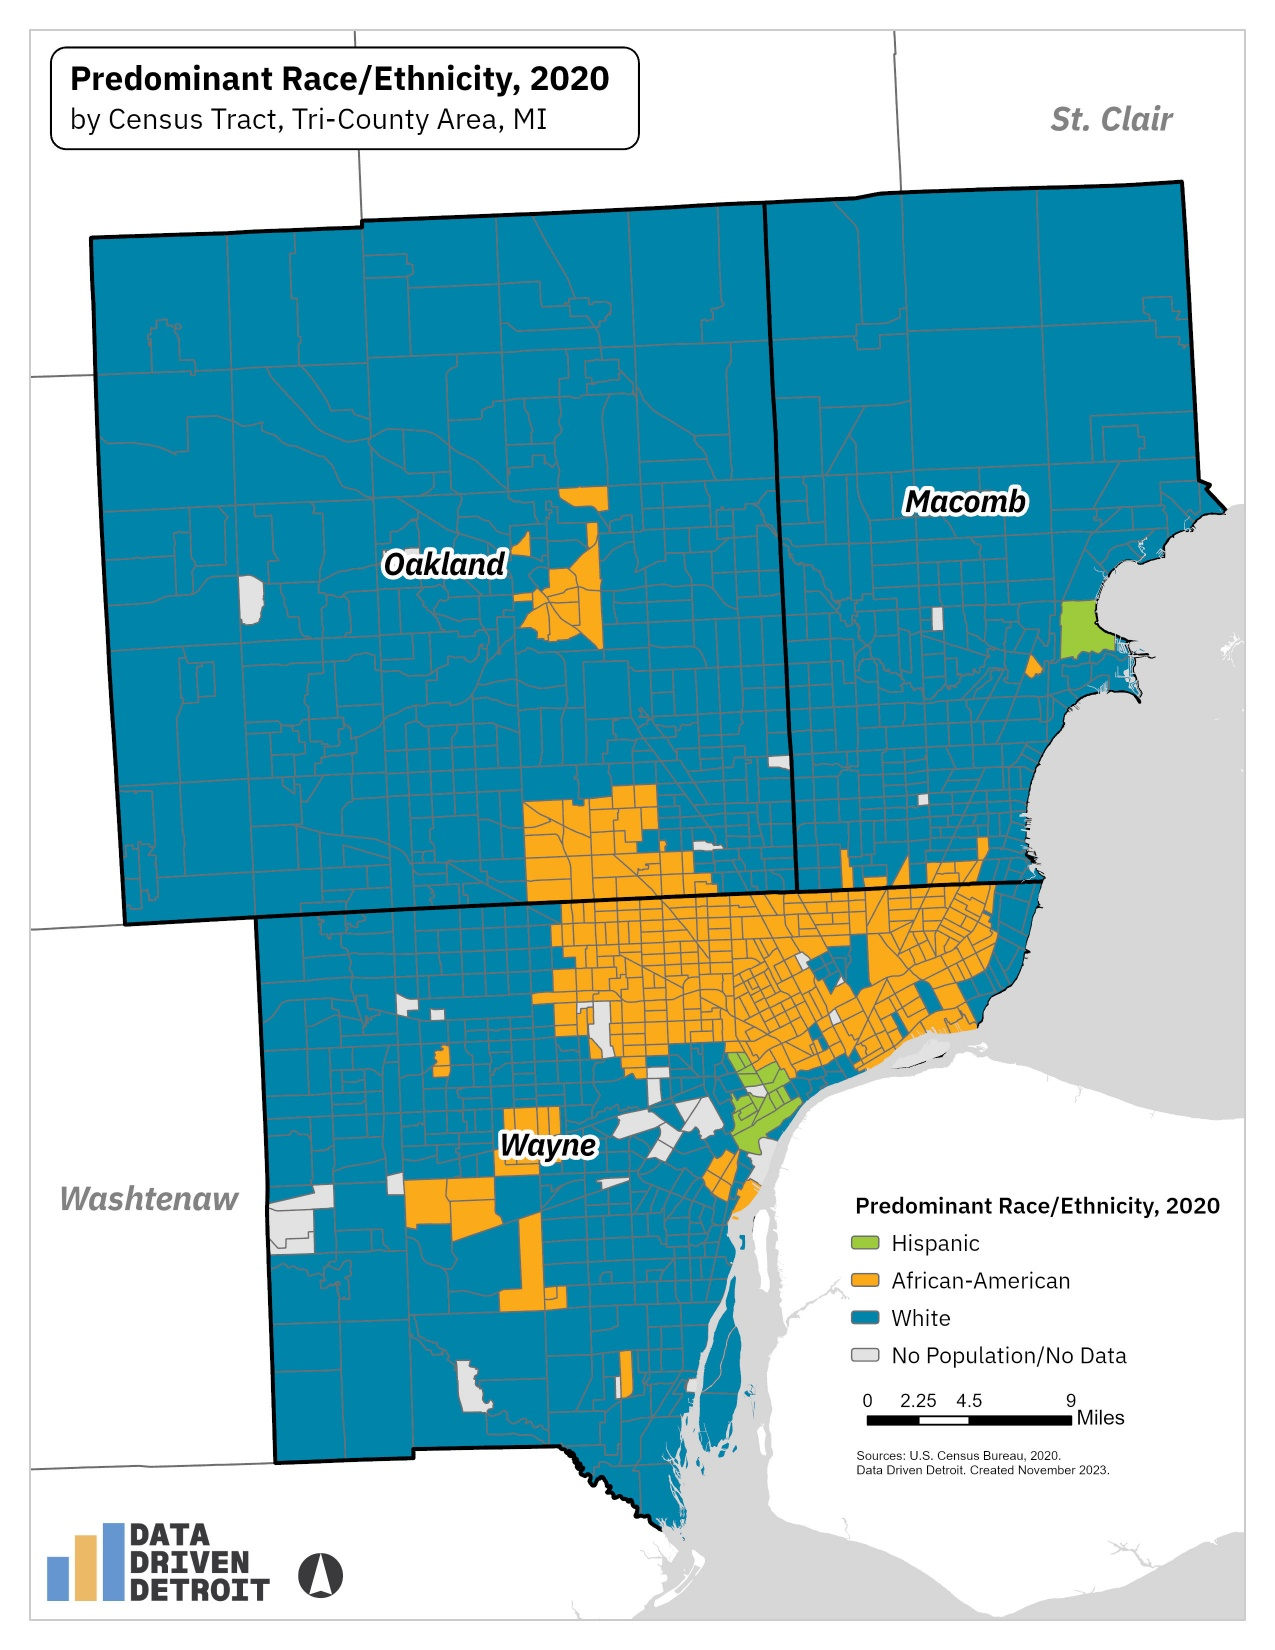 Predominant Race/Ethnicity, 2020
by Census Tract, Tri-County Area, MI
St. Clair
Macomb
Oakland
Wayne
Washtenaw
Predominant Race/Ethnicity, 2020
Hispanic
African-American
White
No Population/No Data
0 2.25 4.5 9
Miles
Sources: U.S. Census Bureau, 2020.
Data Driven Detroit. Created November 2023.
DATA
DRIVEN
DETROIT